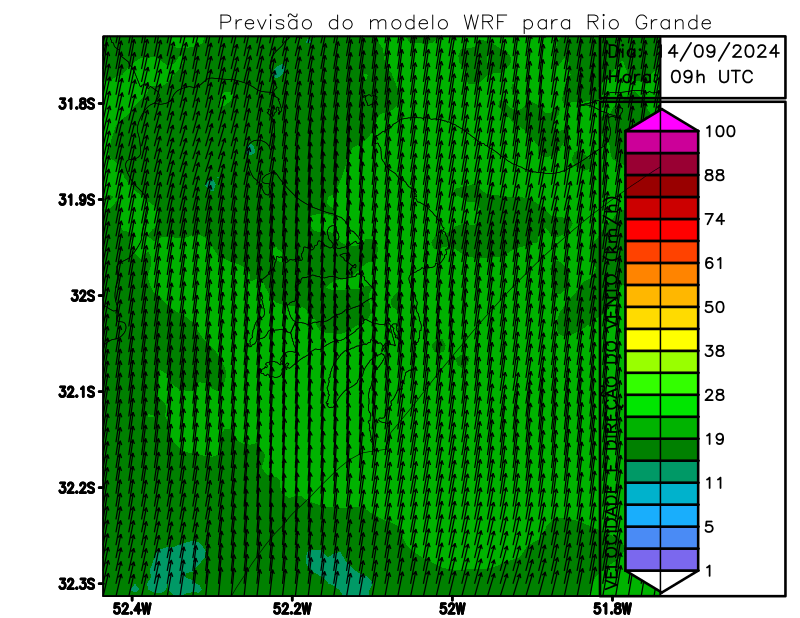 Previsão do modelo WRF para Rio Grande
Dia: 4/09/2024
Hora: 09h UTC
31.8S
31.9S
32S
32.1S
32.2S
32.3S
52.4W
52.2W
52W
51.8W
VELOCIDADE E DIREÇÃO DO VENTO (km/h)
100
88
74
61
50
38
28
19
11
5
1